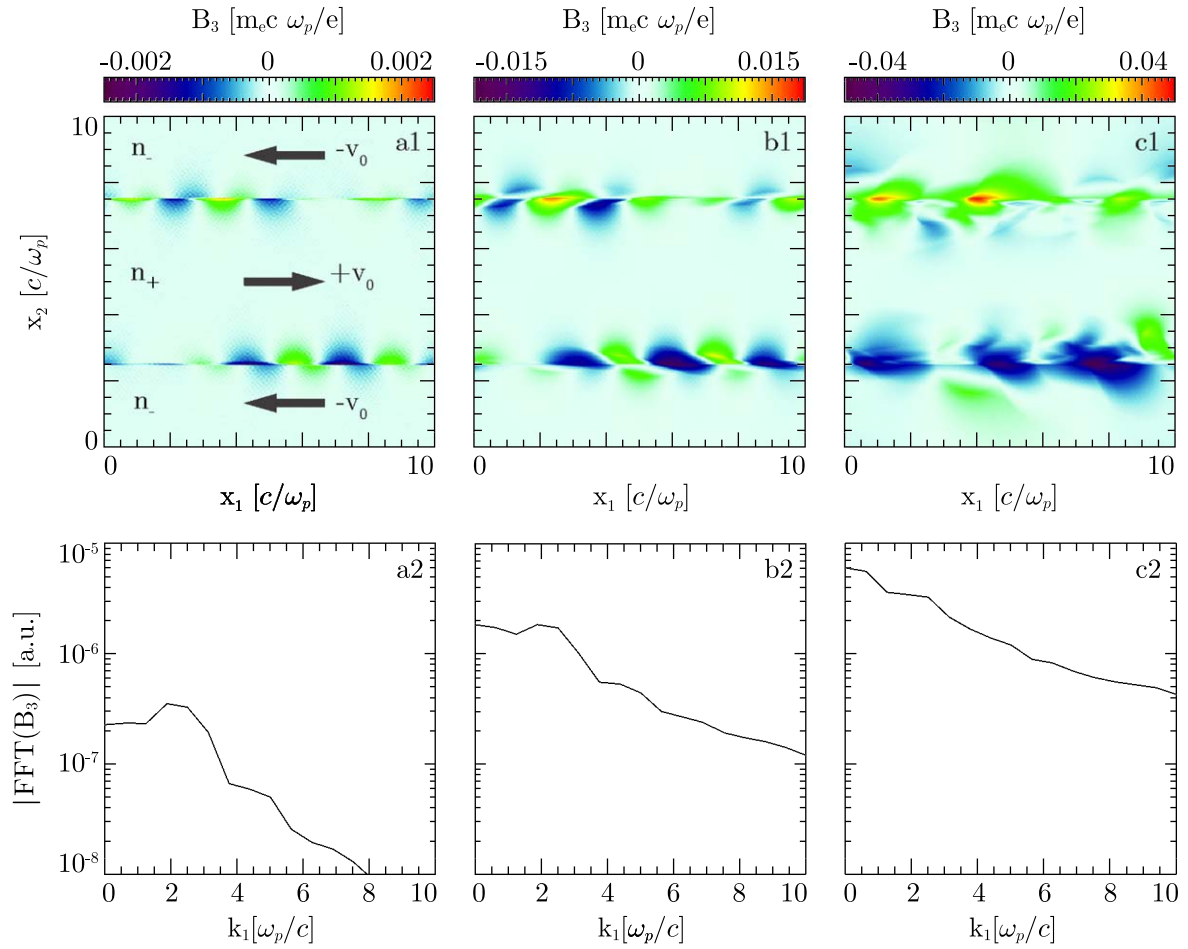 B₃ [mₑc ωₚ/e] B₃ [mₑc ωₚ/e] B₃ [mₑc ωₚ/e]
-0.002 0 0.002 -0.015 0 0.015 -0.04 0 0.04
10 n₋ -v₀ a1 b1 c1
x₂ [c/ωₚ] n₊ +v₀
n₋ -v₀
0
0 10 0 10 0 10
x₁ [c/ωₚ] x₁ [c/ωₚ] x₁ [c/ωₚ]
10⁻⁵ a2 b2 c2
10⁻⁶
|FFT(B₃)| [a.u.]
10⁻⁷
10⁻⁸
0 2 4 6 8 10 0 2 4 6 8 10 0 2 4 6 8 10
k₁[ωₚ/c] k₁[ωₚ/c] k₁[ωₚ/c]